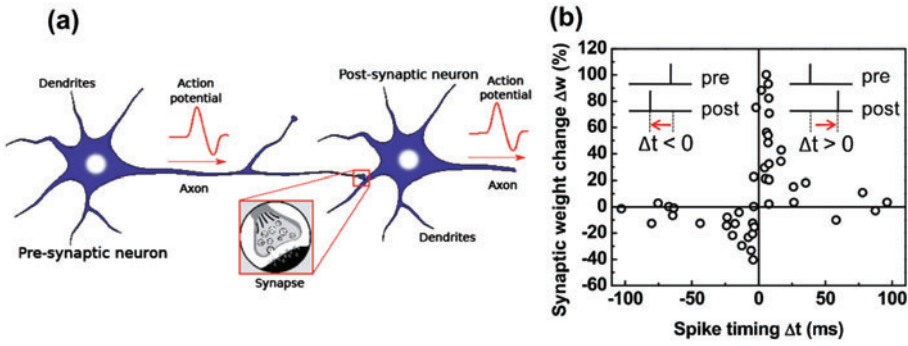 (a)
Dendrites
Action
potential
Post-synaptic neuron
Action
potential
Axon
Axon
Pre-synaptic neuron
Dendrites
Synapse
(b)
Synaptic weight change Δw (%)
120
100
80
60
40
20
0
-20
-40
-60
pre
post
Δt < 0
pre
post
Δt > 0
-100 -50 0 50 100
Spike timing Δt (ms)